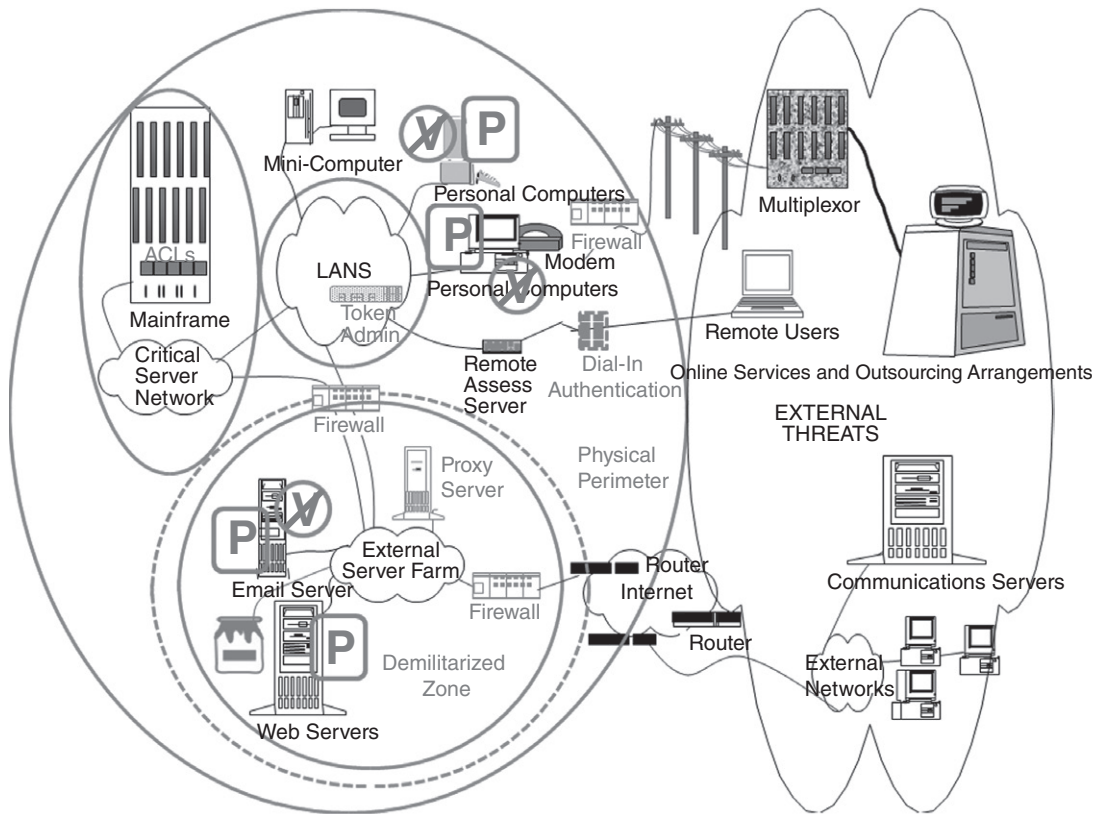 Mini-Computer
P
V
Personal Computers
Multiplexor
P
Firewall
Modem
V
Personal Computers
ACLs
LANS
Token
Admin
Mainframe
Critical
Server
Network
Remote
Assess
Server
Dial-In
Authentication
Remote Users
Online Services and Outsourcing Arrangements
EXTERNAL
THREATS
Firewall
Proxy
Server
Physical
Perimeter
P
V
External
Server Farm
Email Server
Firewall
Router
Internet
Router
Communications Servers
External
Networks
P
Demilitarized
Zone
Web Servers